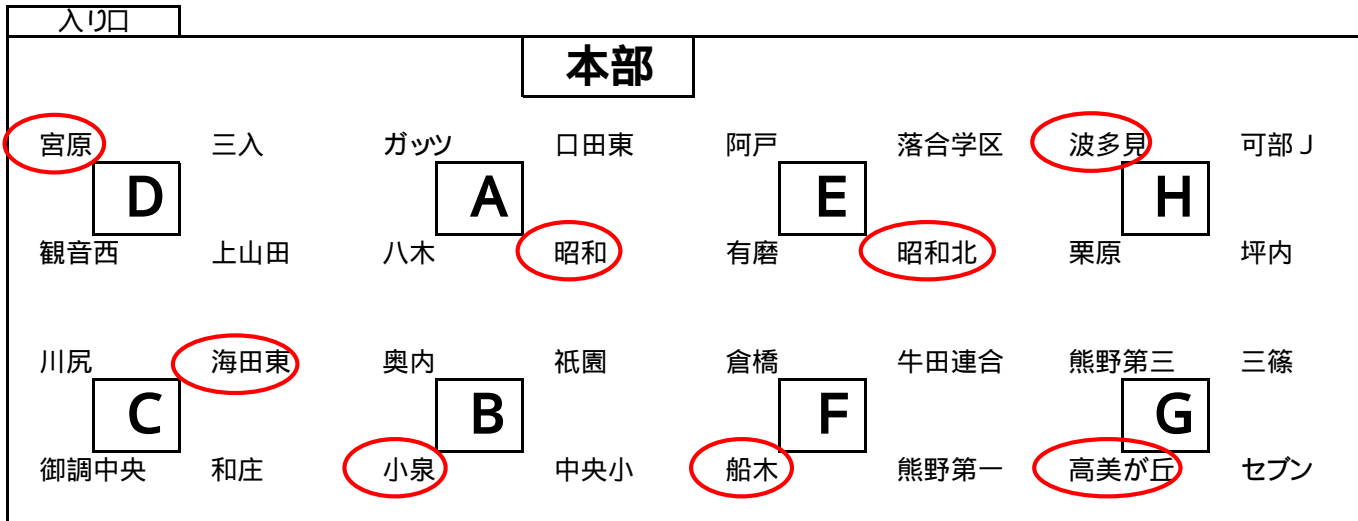 入り口
本部
宮原 三入 ガッツ 口田東 阿戸 落合学区 波多見 可部J
D A E H
観音西 上山田 八木 昭和 有磨 昭和北 栗原 坪内
川尻 海田東 奥内 祇園 倉橋 牛田連合 熊野第三 三篠
C B F G
御調中央 和庄 小泉 中央小 船木 熊野第一 高美が丘 セブン